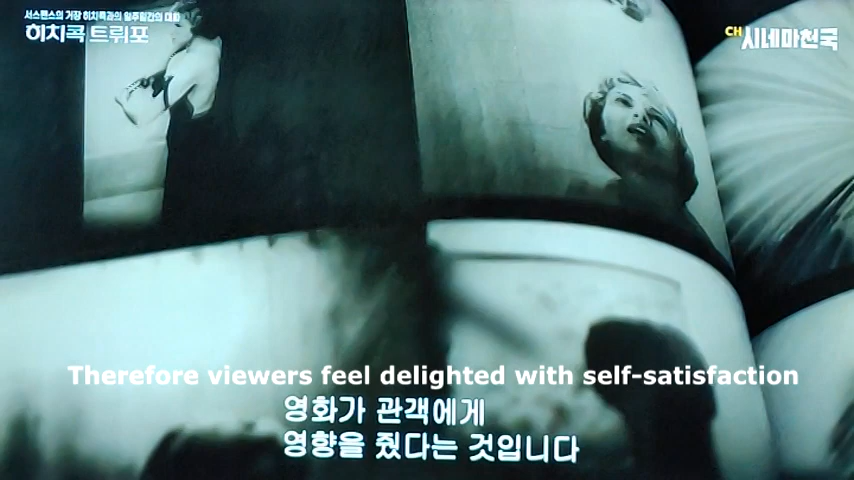 서스펜스의 거장 히치콕과의 일주일간의 대화
히치콕 트뤼포
CH 시네마천국
Therefore viewers feel delighted with self-satisfaction
영화가 관객에게
영향을 줬다는 것입니다